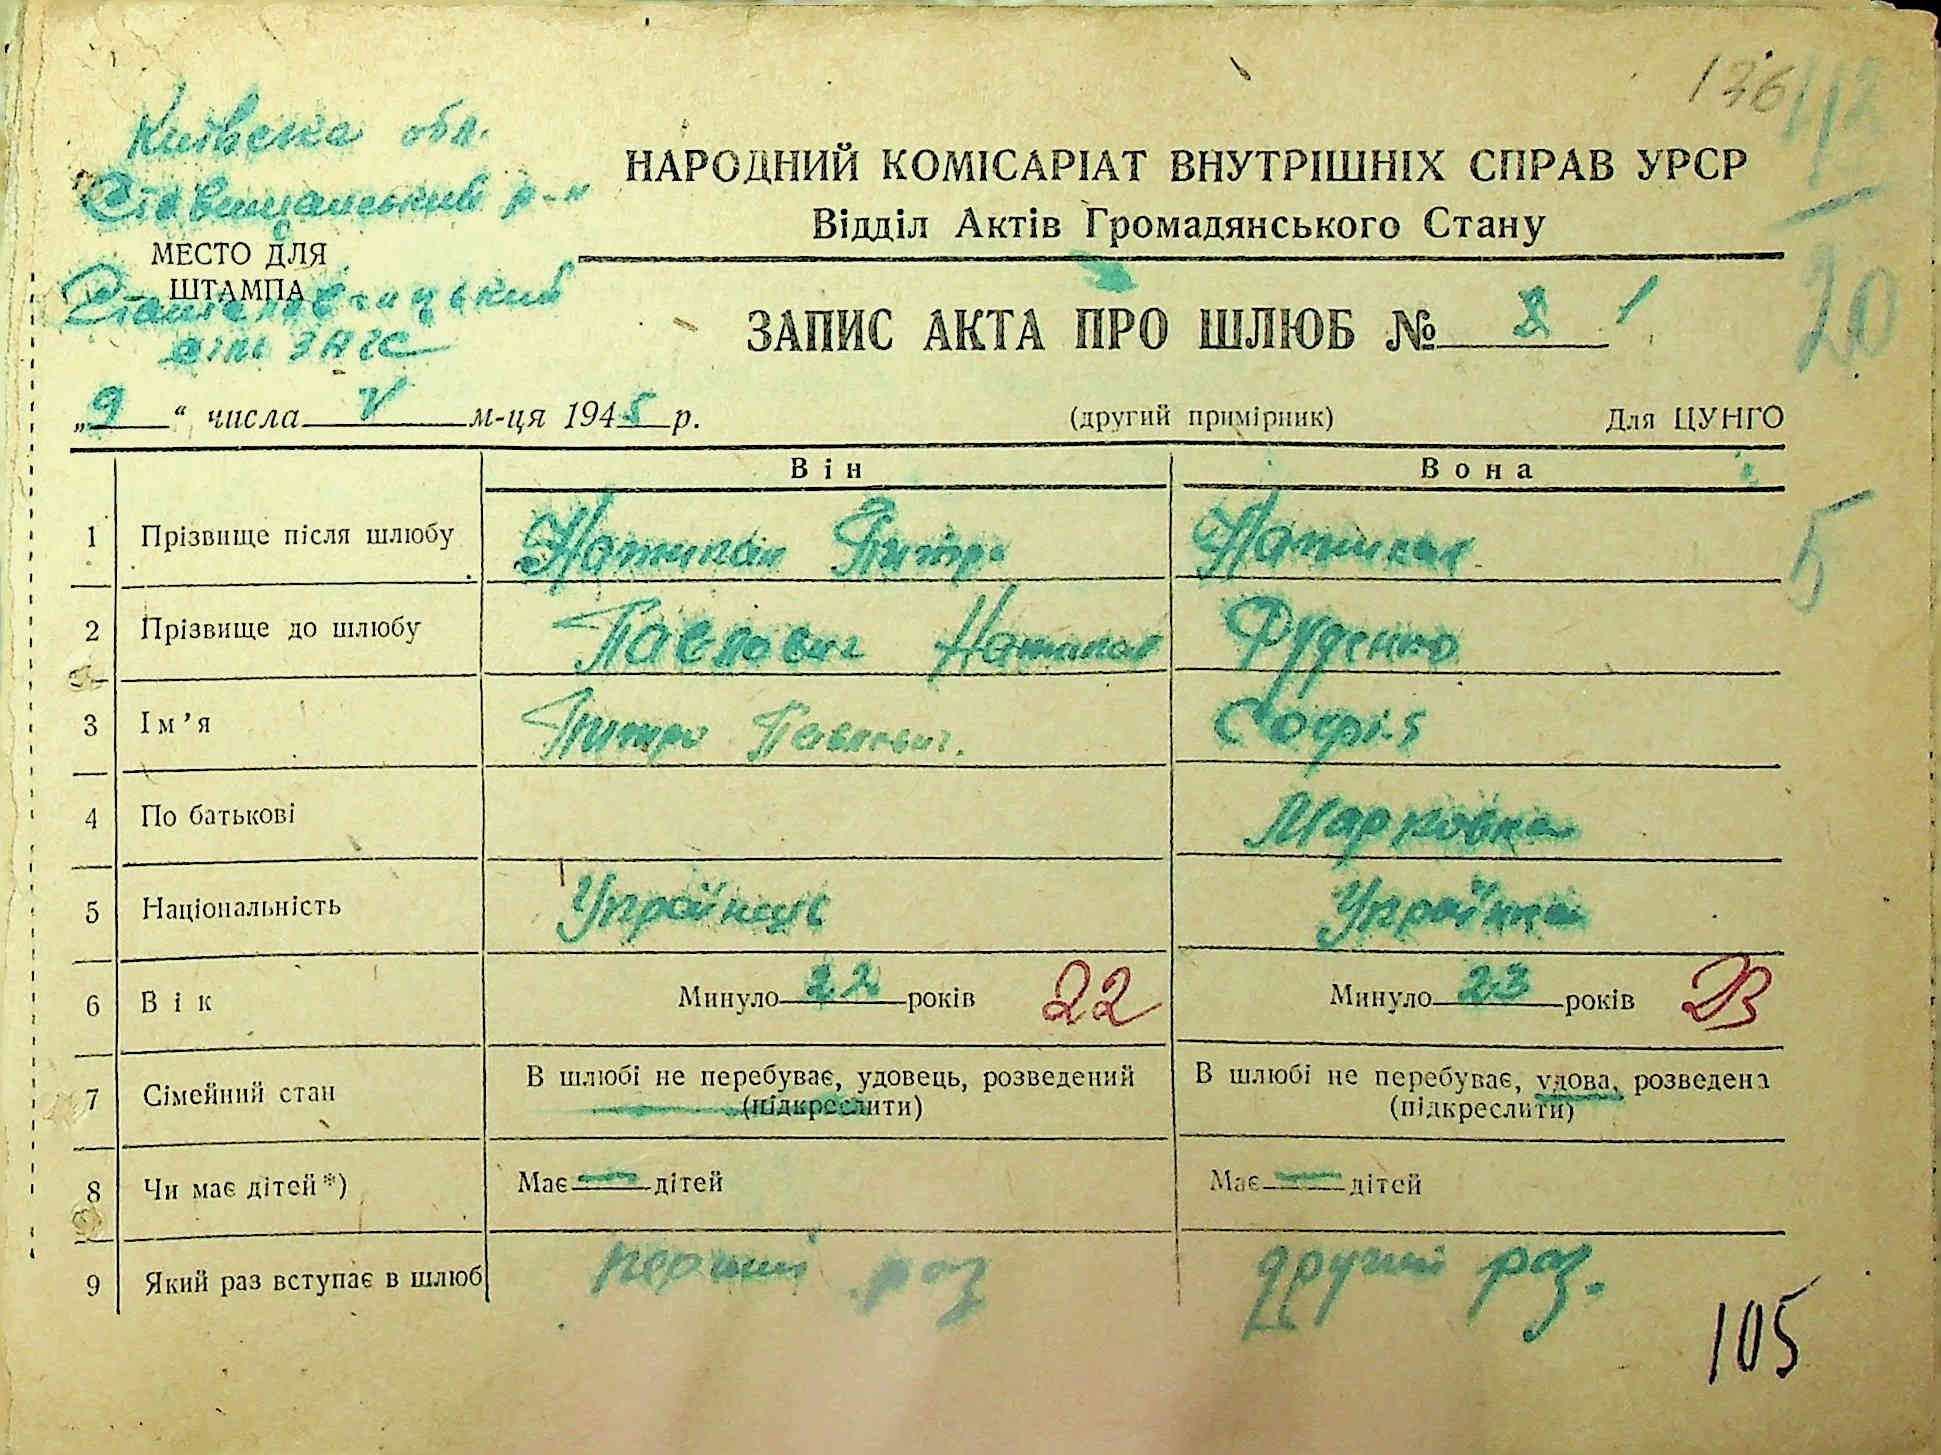 136 112
Київська обл.
Ставищанський р-н
НАРОДНИЙ КОМІСАРІАТ ВНУТРІШНІХ СПРАВ УРСР
Відділ Актів Громадянського Стану
МЕСТО ДЛЯ
ШТАМПА
ЗАГС
20
ЗАПИС АКТА ПРО ШЛЮБ № 1
„9“ числа V м-ця 1945 р. (другий примірник) Для ЦУНГО
Він Вона
5
1 Прізвище після шлюбу
2 Прізвище до шлюбу Павлович
3 Ім’я Павлович. Софія
4 По батькові Марковна
5 Національність Українець Українка
6 Вік Минуло 22 років 22 Минуло 23 років 23
7 Сімейний стан В шлюбі не перебуває, удовець, розведений В шлюбі не перебуває, удова, розведена
(підкреслити) (підкреслити)
8 Чи має дітей*) Має — дітей Має — дітей
9 Який раз вступає в шлюб перший раз другий раз.
105